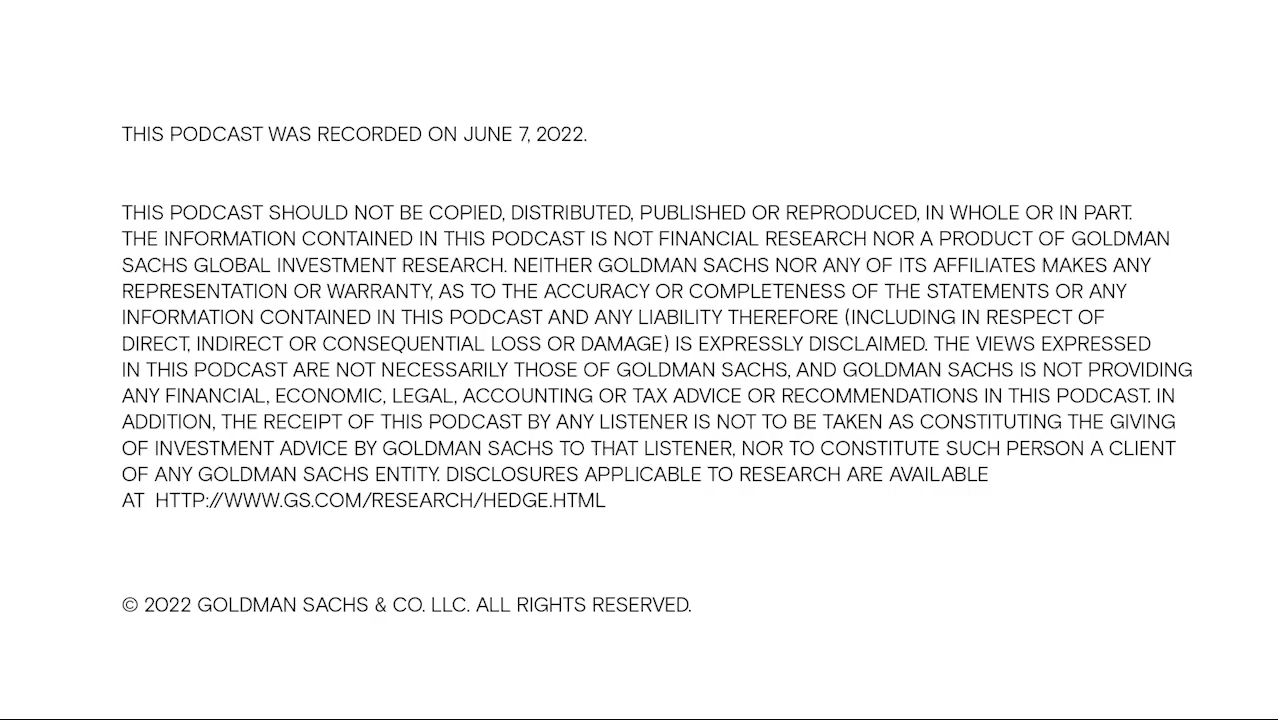 THIS PODCAST WAS RECORDED ON JUNE 7, 2022.
THIS PODCAST SHOULD NOT BE COPIED, DISTRIBUTED, PUBLISHED OR REPRODUCED, IN WHOLE OR IN PART.
THE INFORMATION CONTAINED IN THIS PODCAST IS NOT FINANCIAL RESEARCH NOR A PRODUCT OF GOLDMAN
SACHS GLOBAL INVESTMENT RESEARCH. NEITHER GOLDMAN SACHS NOR ANY OF ITS AFFILIATES MAKES ANY
REPRESENTATION OR WARRANTY, AS TO THE ACCURACY OR COMPLETENESS OF THE STATEMENTS OR ANY
INFORMATION CONTAINED IN THIS PODCAST AND ANY LIABILITY THEREFORE (INCLUDING IN RESPECT OF
DIRECT, INDIRECT OR CONSEQUENTIAL LOSS OR DAMAGE) IS EXPRESSLY DISCLAIMED. THE VIEWS EXPRESSED
IN THIS PODCAST ARE NOT NECESSARILY THOSE OF GOLDMAN SACHS, AND GOLDMAN SACHS IS NOT PROVIDING
ANY FINANCIAL, ECONOMIC, LEGAL, ACCOUNTING OR TAX ADVICE OR RECOMMENDATIONS IN THIS PODCAST. IN
ADDITION, THE RECEIPT OF THIS PODCAST BY ANY LISTENER IS NOT TO BE TAKEN AS CONSTITUTING THE GIVING
OF INVESTMENT ADVICE BY GOLDMAN SACHS TO THAT LISTENER, NOR TO CONSTITUTE SUCH PERSON A CLIENT
OF ANY GOLDMAN SACHS ENTITY. DISCLOSURES APPLICABLE TO RESEARCH ARE AVAILABLE
AT HTTP://WWW.GS.COM/RESEARCH/HEDGE.HTML
© 2022 GOLDMAN SACHS & CO. LLC. ALL RIGHTS RESERVED.